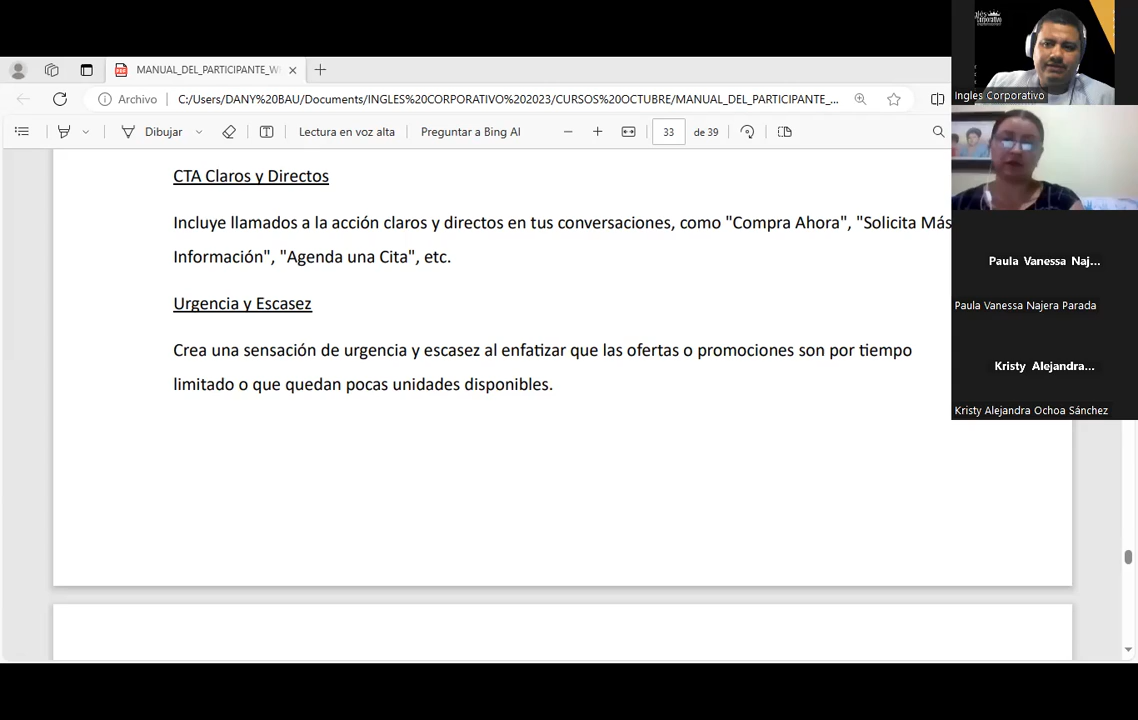 MANUAL_DEL_PARTICIPANTE_W
Archivo
C:/Users/DANY%20BAU/Documents/INGLES%20CORPORATIVO%202023/CURSOS%20OCTUBRE/MANUAL_DEL_PARTICIPANTE_...
Dibujar
Lectura en voz alta
Preguntar a Bing AI
33
de 39
CTA Claros y Directos
Incluye llamados a la acción claros y directos en tus conversaciones, como "Compra Ahora", "Solicita Más
Información", "Agenda una Cita", etc.
Urgencia y Escasez
Crea una sensación de urgencia y escasez al enfatizar que las ofertas o promociones son por tiempo
limitado o que quedan pocas unidades disponibles.
Ingles Corporativo
Paula Vanessa Naj...
Paula Vanessa Najera Parada
Kristy Alejandra...
Kristy Alejandra Ochoa Sánchez